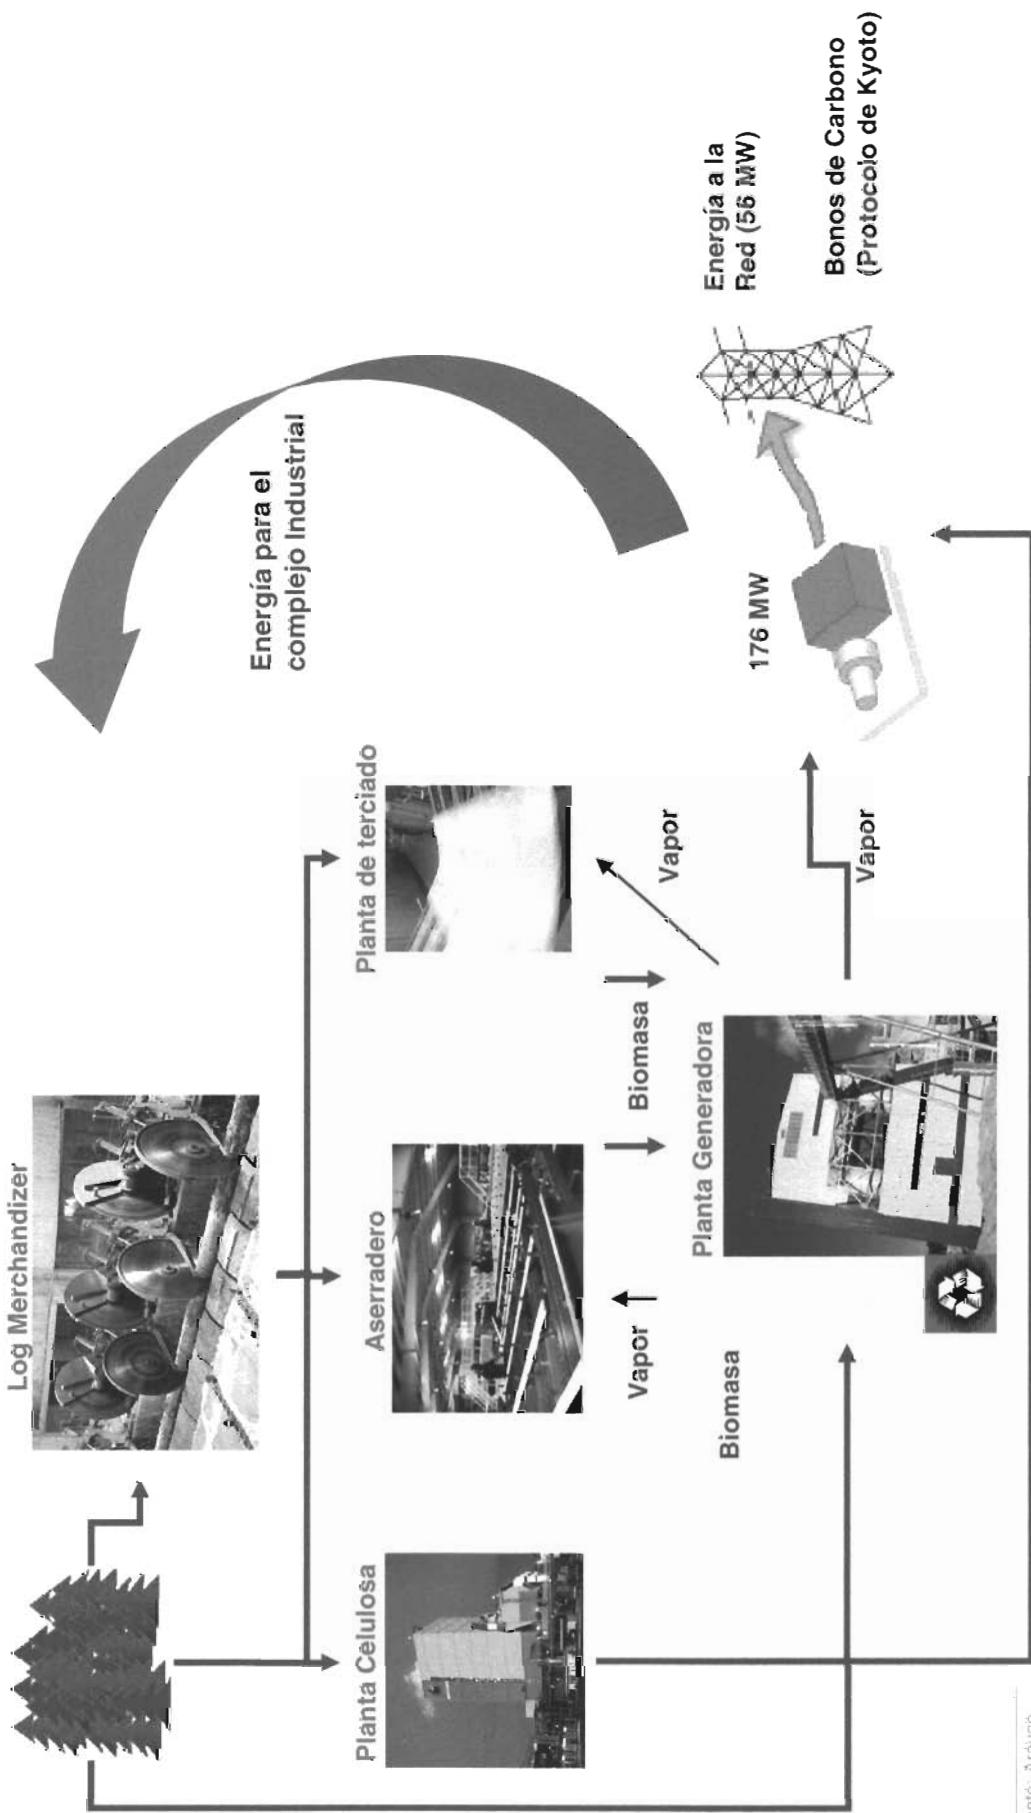 Log Merchandizer
Planta Celulosa
Aserradero
Planta de terciado
Energía para el
complejo Industrial
Vapor
Biomasa
Vapor
Biomasa
Planta Generadora
Vapor
176 MW
Energía a la
Red (56 MW)
Bonos de Carbono
(Protocolo de Kyoto)